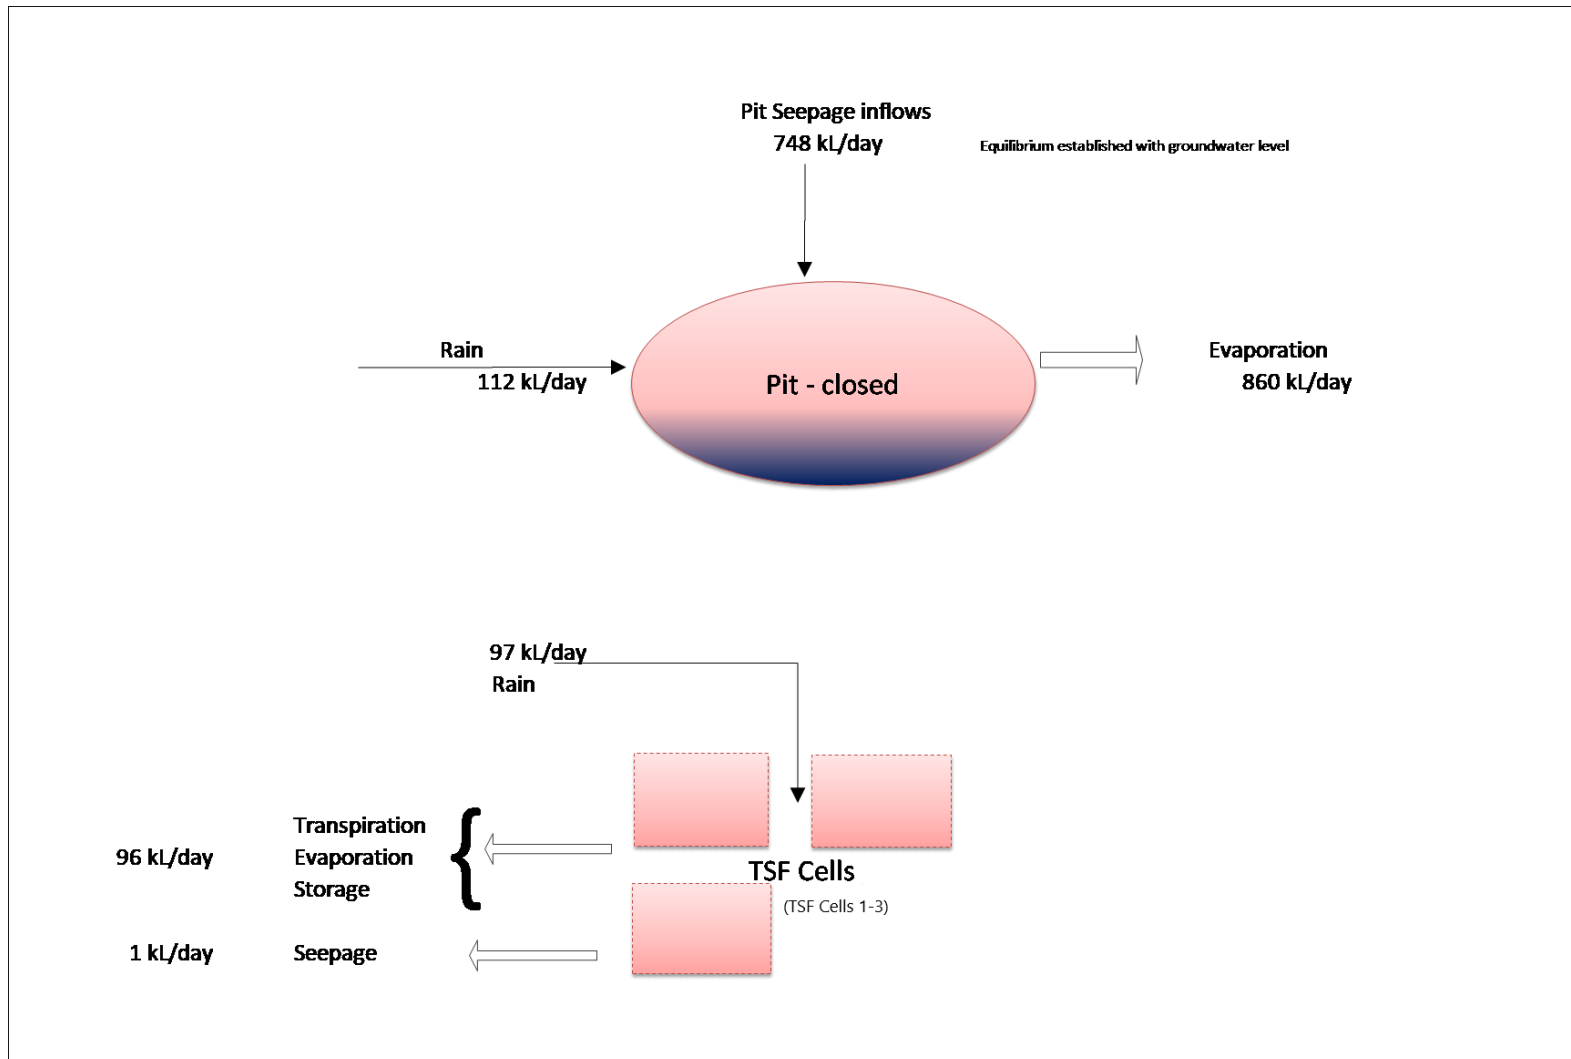 Pit Seepage inflows
748 kL/day
Equilibrium established with groundwater level
Rain
112 kL/day
Pit - closed
Evaporation
860 kL/day
97 kL/day
Rain
Transpiration
96 kL/day
Evaporation
Storage
TSF Cells
(TSF Cells 1-3)
1 kL/day
Seepage